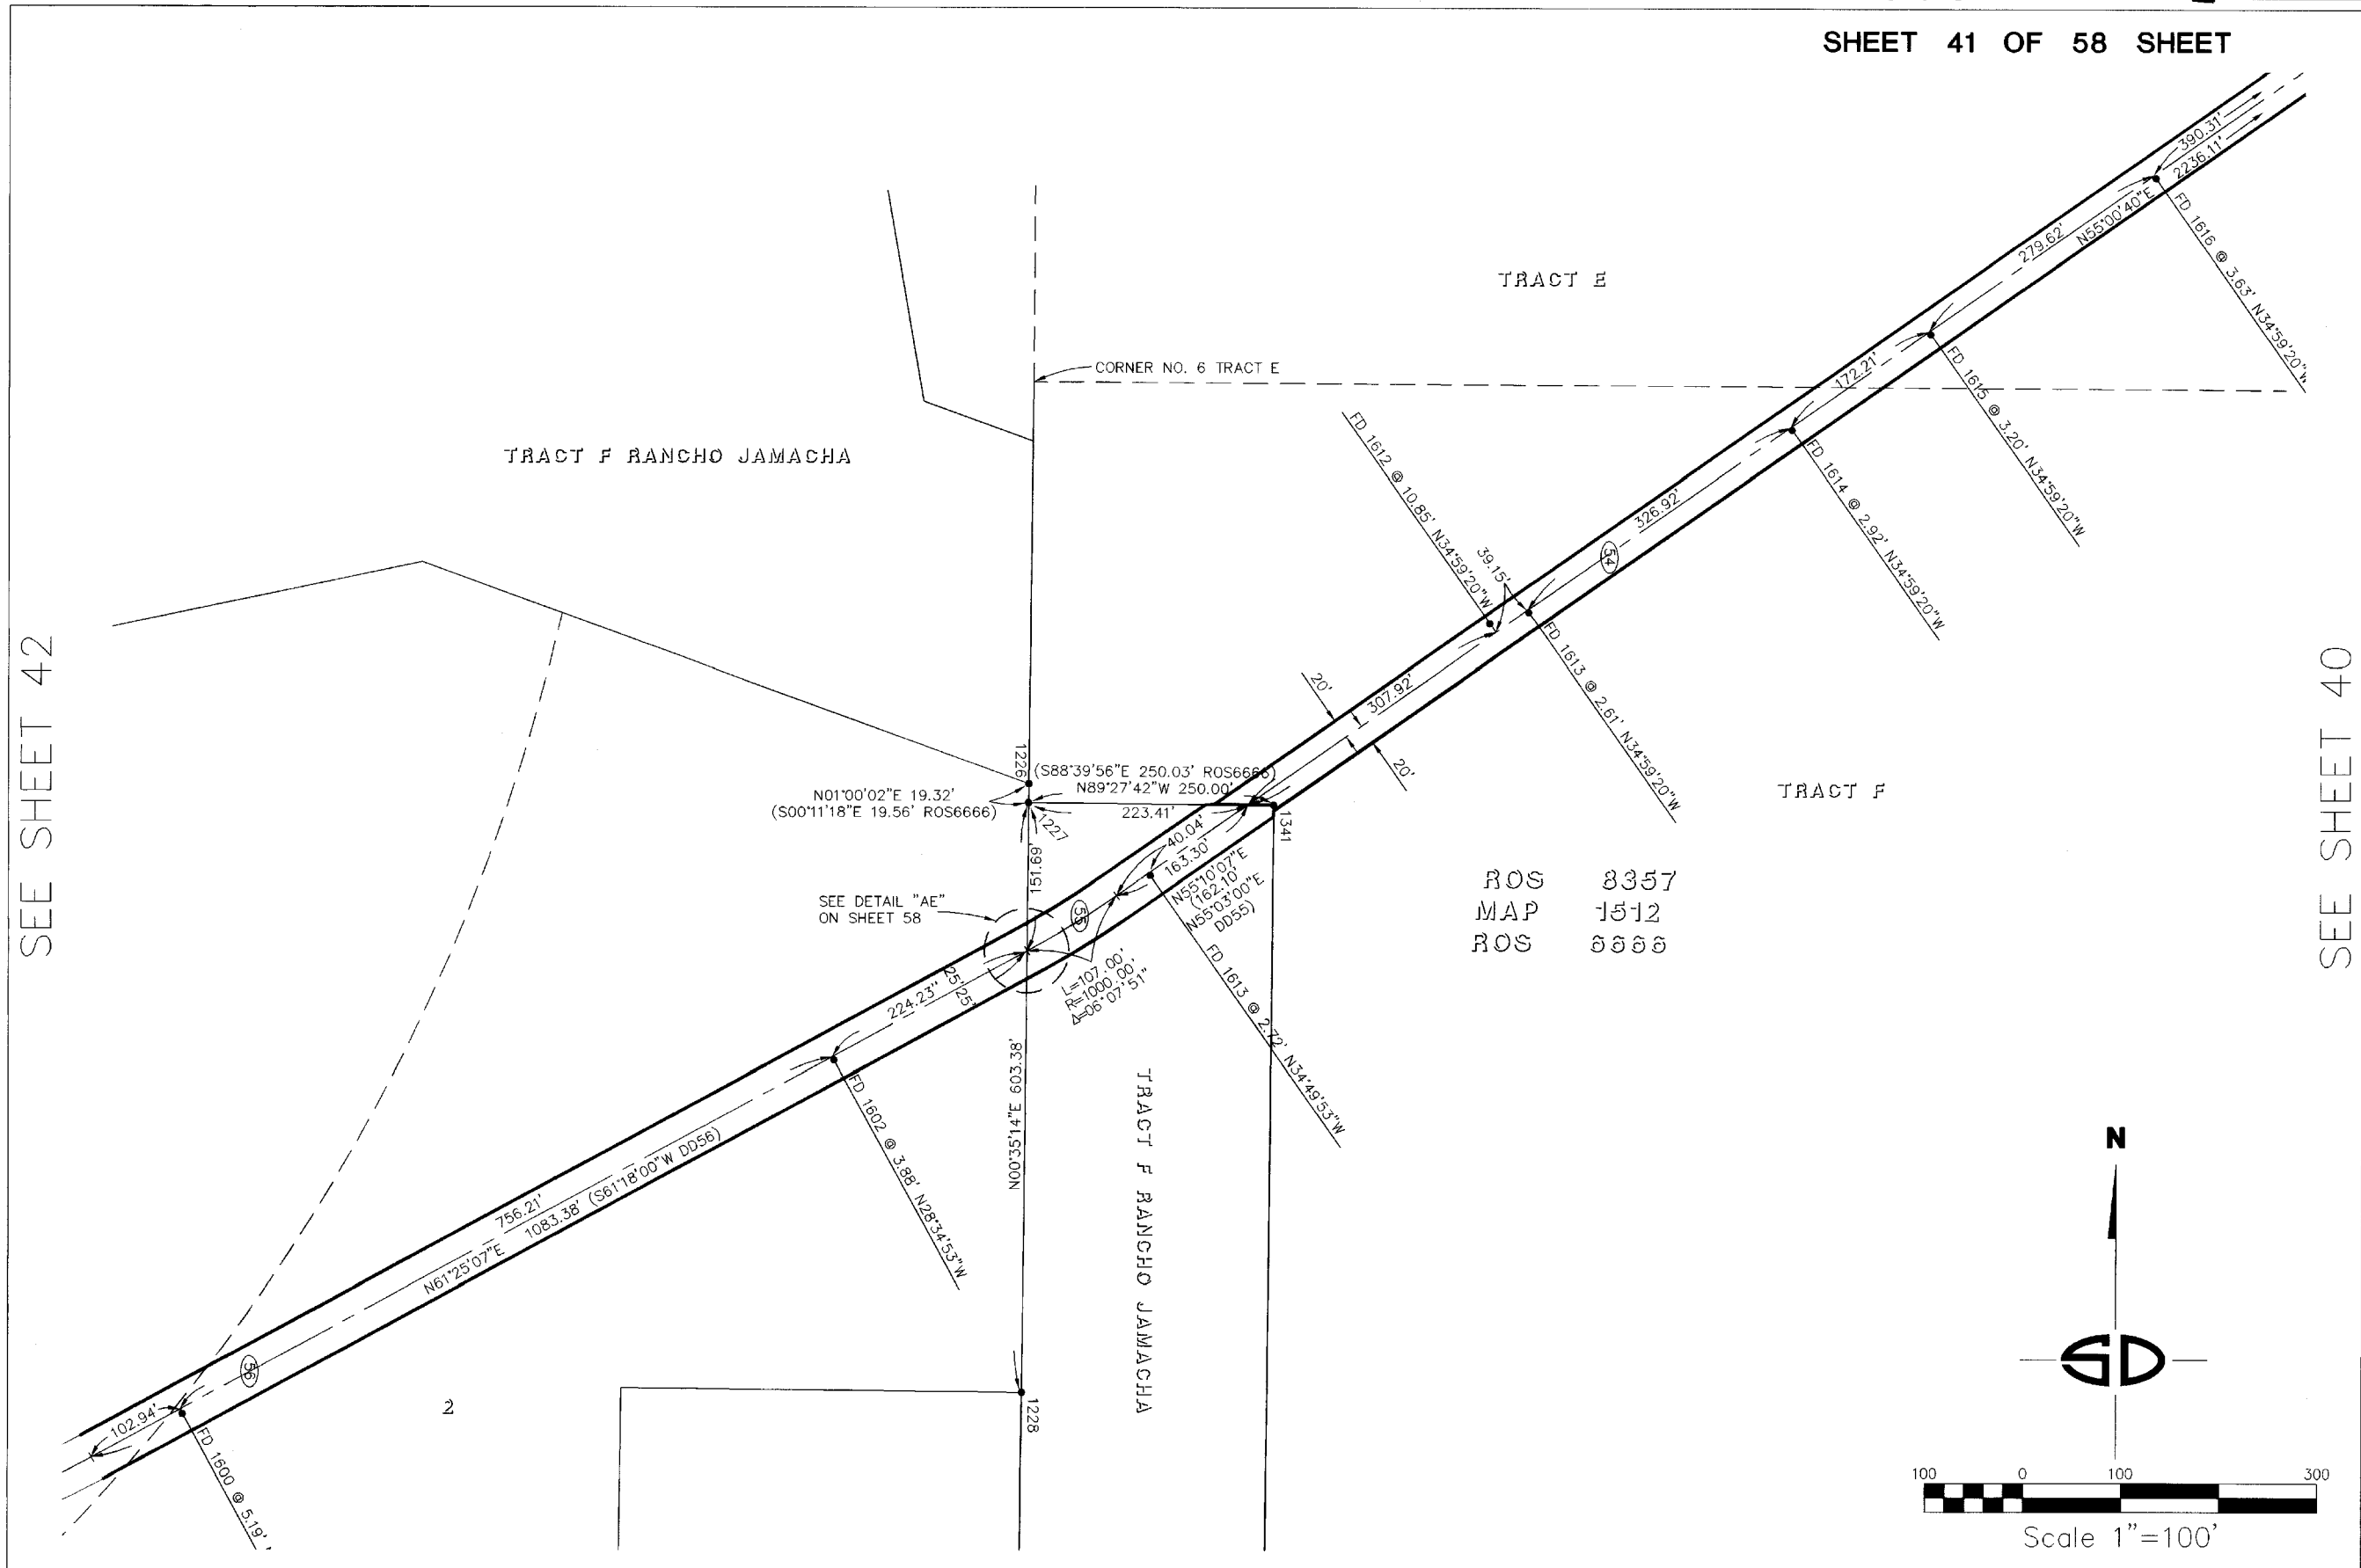 SHEET 41 OF 58 SHEET
390.31'
2236.11'
N55°00'40"E
279.62'
FD 1616 @ 3.63' N34°59'20"W
TRACT E
172.21'
FD 1615 @ 3.20' N34°59'20"W
CORNER NO. 6 TRACT E
FD 1612 @ 10.85' N34°59'20"W
326.92'
FD 1614 @ 2.92' N34°59'20"W
TRACT F RANCHO JAMACHA
39.15'
54
FD 1613 @ 2.61' N34°59'20"W
SEE SHEET 42
SEE SHEET 40
20'
307.92'
20'
1226
(S88°39'56"E 250.03' ROS6666)
N89°27'42"W 250.00'
N01°00'02"E 19.32'
(S00°11'18"E 19.56' ROS6666)
223.41'
1227
1341
TRACT F
40.04'
163.30'
N55°10'07"E
(162.10'
N55°03'00"E
DD55)
151.69'
ROS 8357
MAP 1512
ROS 6666
SEE DETAIL "AE"
ON SHEET 58
55
L=107.00'
R=1000.00'
Δ=06°07'51"
FD 1613 @ 2.72' N34°49'53"W
224.23"
25'
25'
N00°35'14"E 603.38'
FD 1602 @ 3.88' N28°34'53"W
TRACT F RANCHO JAMACHA
756.21'
N61°25'07"E 1083.38' (S61°18'00"W DD56)
N
56
2
102.94'
FD 1600 @ 5.19'
1228
SD
100 0 100 300
Scale 1"=100'